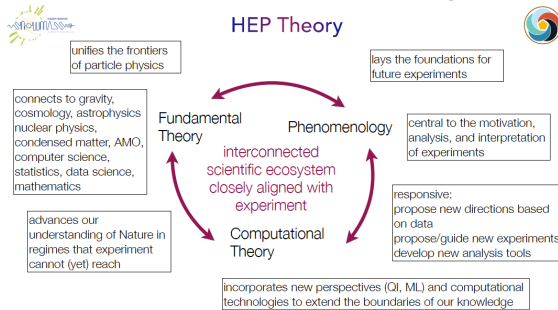 SNOWMASS
HEP Theory
unifies the frontiers
of particle physics
lays the foundations for
future experiments
connects to gravity,
cosmology, astrophysics
nuclear physics,
condensed matter, AMO,
computer science,
statistics, data science,
mathematics
Fundamental
Theory
Phenomenology
central to the motivation,
analysis, and interpretation
of experiments
interconnected
scientific ecosystem
closely aligned with
experiment
advances our
understanding of Nature in
regimes that experiment
cannot (yet) reach
Computational
Theory
responsive:
propose new directions based
on data
propose/guide new experiments
develop new analysis tools
incorporates new perspectives (QI, ML) and computational
technologies to extend the boundaries of our knowledge